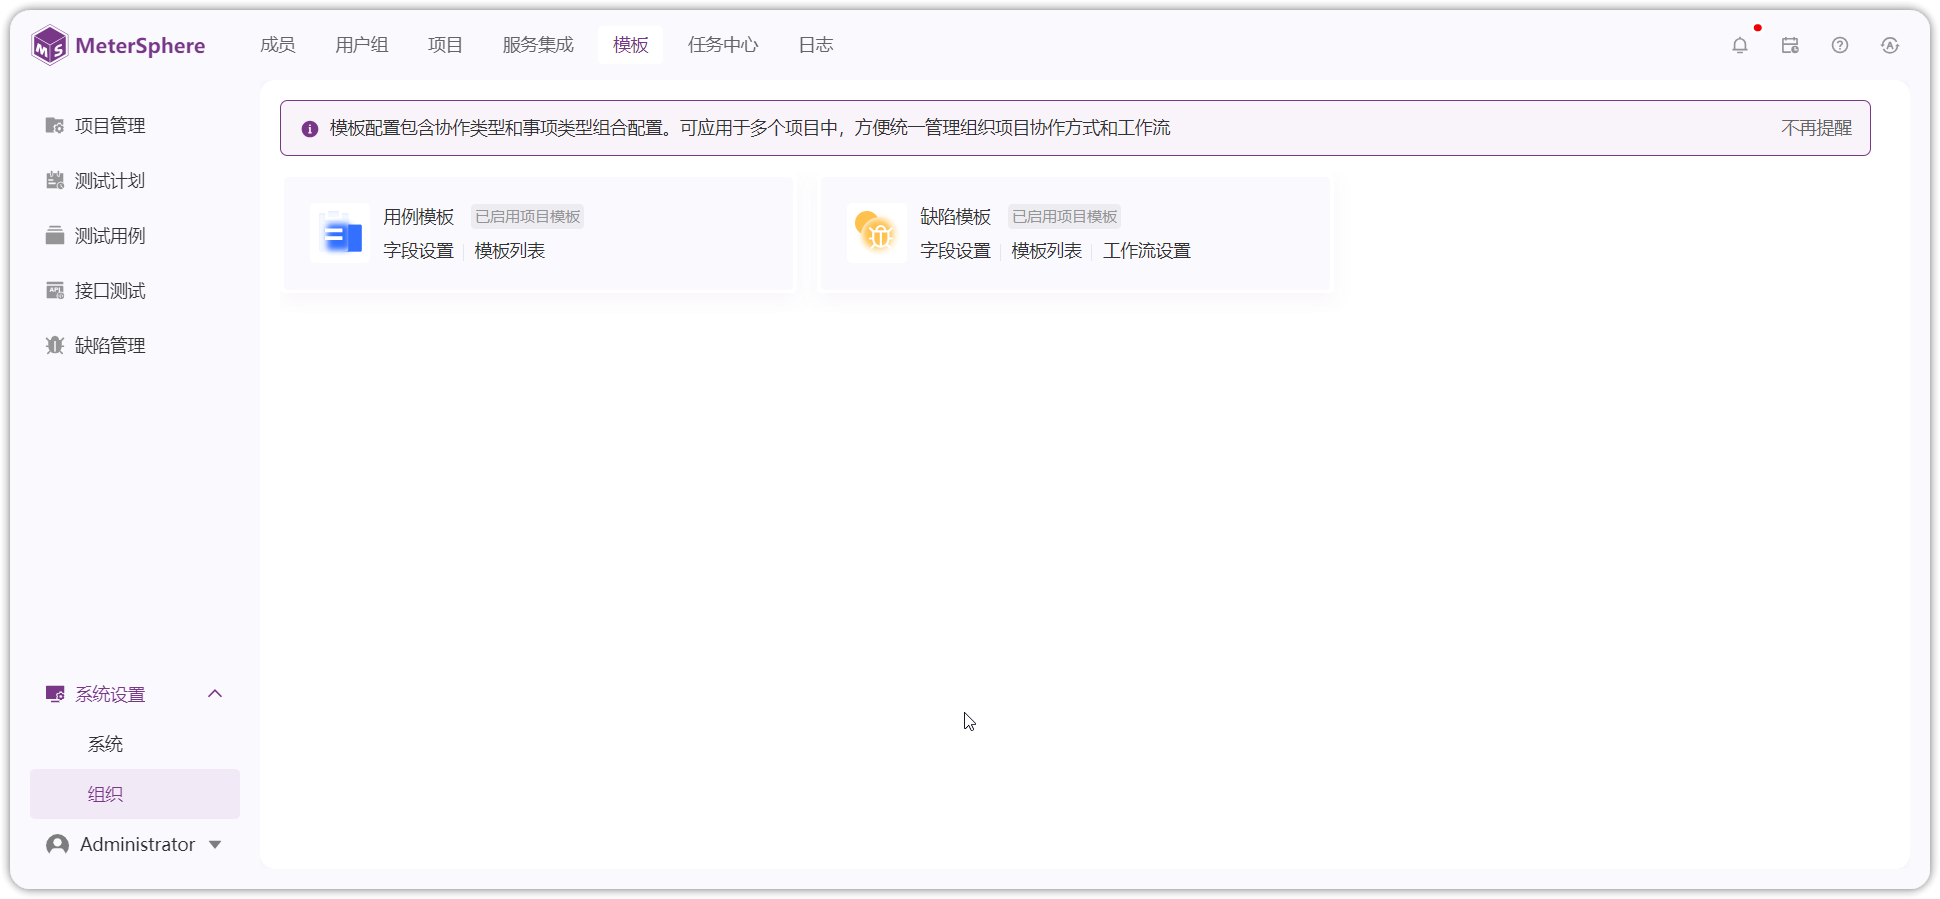 MeterSphere
成员 用户组 项目 服务集成 模板 任务中心 日志
项目管理
测试计划
测试用例
接口测试
缺陷管理
系统设置
系统
组织
Administrator
模板配置包含协作类型和事项类型组合配置。可应用于多个项目中，方便统一管理组织项目协作方式和工作流 不再提醒
用例模板 已启用项目模板
字段设置 模板列表
缺陷模板 已启用项目模板
字段设置 模板列表 工作流设置